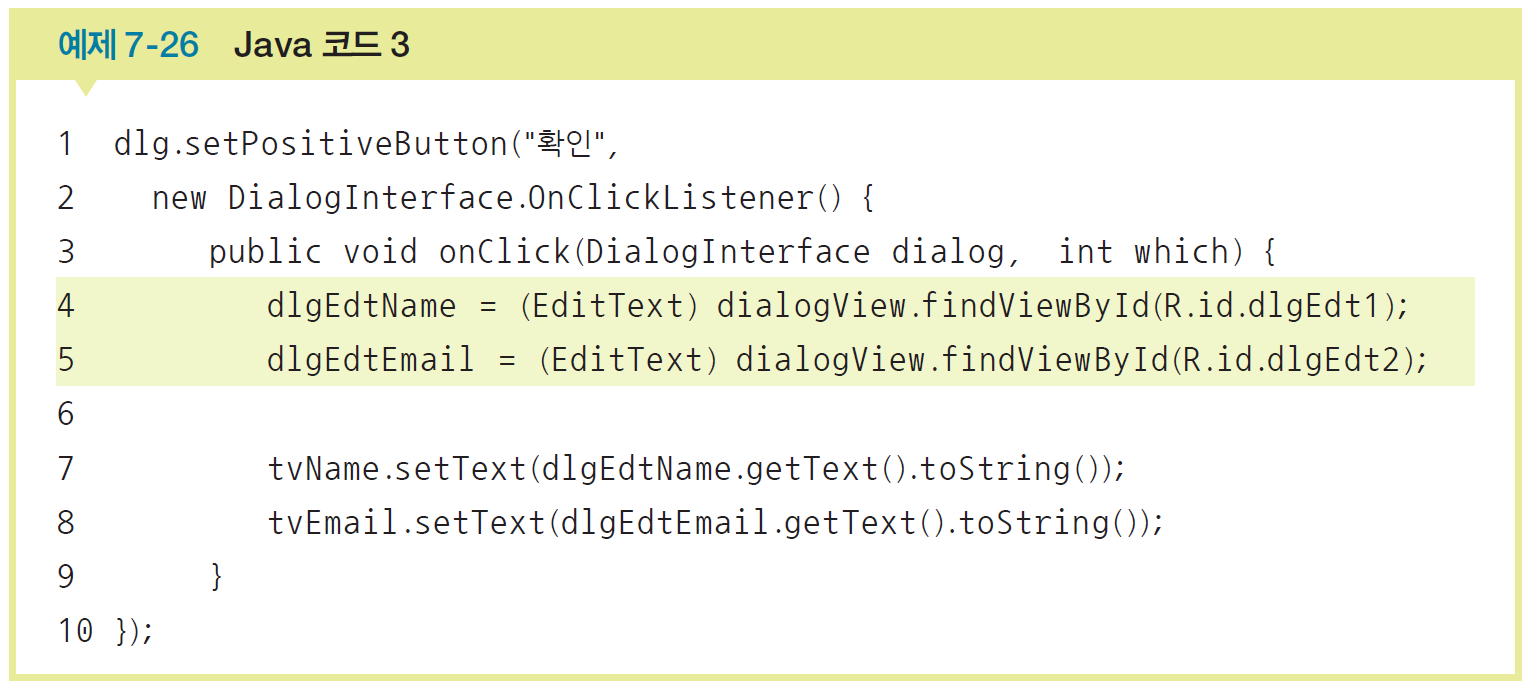 예제 7-26 Java 코드 3
1 dlg.setPositiveButton("확인",
2 new DialogInterface.OnClickListener() {
3 public void onClick(DialogInterface dialog, int which) {
4 dlgEdtName = (EditText) dialogView.findViewById(R.id.dlgEdt1);
5 dlgEdtEmail = (EditText) dialogView.findViewById(R.id.dlgEdt2);
6
7 tvName.setText(dlgEdtName.getText().toString());
8 tvEmail.setText(dlgEdtEmail.getText().toString());
9 }
10 });